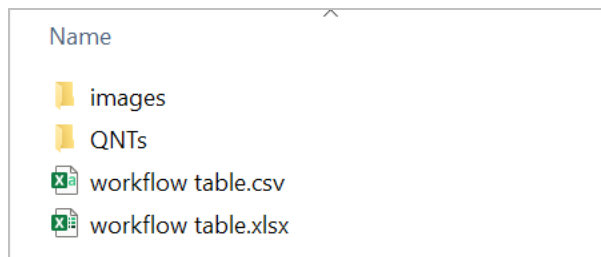 Name
images
QNTs
workflow table.csv
workflow table.xlsx